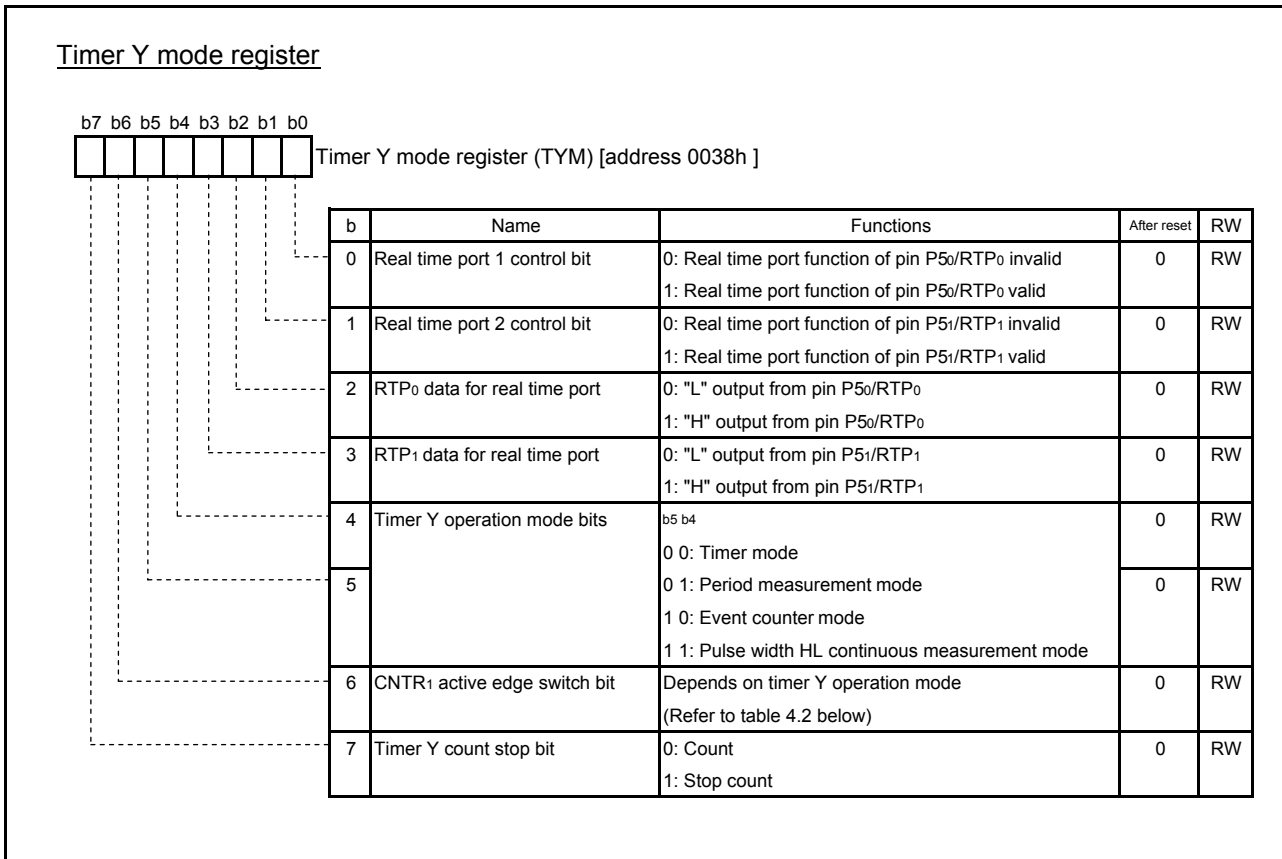 Timer Y mode register
b7 b6 b5 b4 b3 b2 b1 b0
Timer Y mode register (TYM) [address 0038h ]
b Name Functions After reset RW
0 Real time port 1 control bit 0: Real time port function of pin P50/RTP0 invalid 0 RW
1: Real time port function of pin P50/RTP0 valid
1 Real time port 2 control bit 0: Real time port function of pin P51/RTP1 invalid 0 RW
1: Real time port function of pin P51/RTP1 valid
2 RTP0 data for real time port 0: "L" output from pin P50/RTP0 0 RW
1: "H" output from pin P50/RTP0
3 RTP1 data for real time port 0: "L" output from pin P51/RTP1 0 RW
1: "H" output from pin P51/RTP1
4 Timer Y operation mode bits b5 b4 0 RW
0 0: Timer mode
5 0 1: Period measurement mode 0 RW
1 0: Event counter mode
1 1: Pulse width HL continuous measurement mode
6 CNTR1 active edge switch bit Depends on timer Y operation mode 0 RW
(Refer to table 4.2 below)
7 Timer Y count stop bit 0: Count 0 RW
1: Stop count